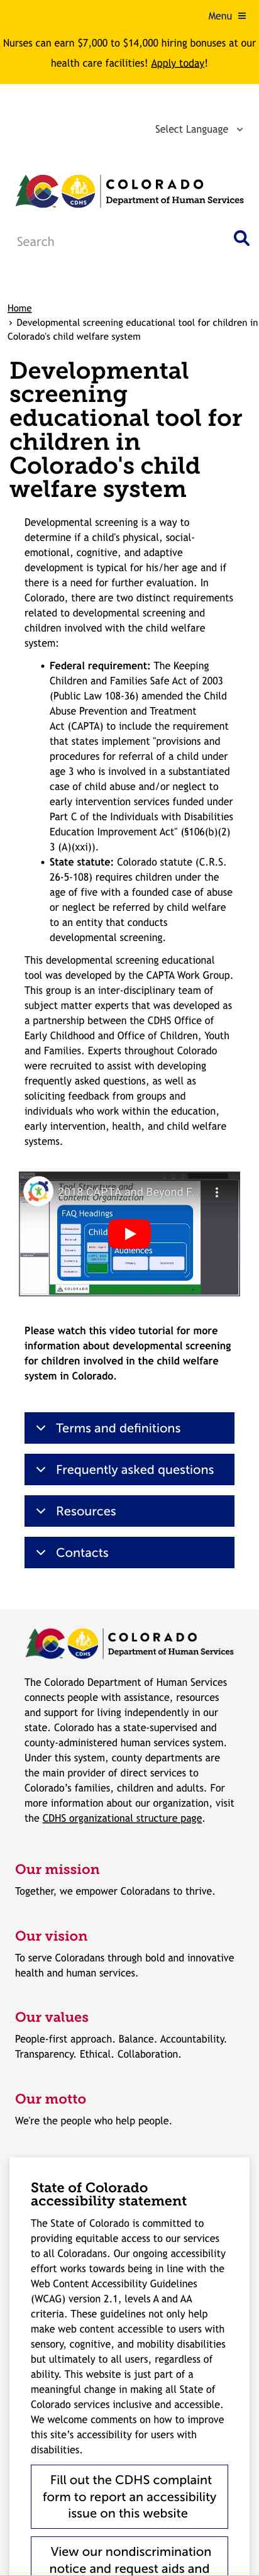 Menu
Nurses can earn $7,000 to $14,000 hiring bonuses at our
health care facilities! Apply today!
Select Language
COLORADO
CDHS
Department of Human Services
Search
Home
› Developmental screening educational tool for children in
Colorado's child welfare system
Developmental
screening
educational tool for
children in
Colorado's child
welfare system
Developmental screening is a way to
determine if a child's physical, social-
emotional, cognitive, and adaptive
development is typical for his/her age and if
there is a need for further evaluation. In
Colorado, there are two distinct requirements
related to developmental screening and
children involved with the child welfare
system:
• Federal requirement: The Keeping
Children and Families Safe Act of 2003
(Public Law 108-36) amended the Child
Abuse Prevention and Treatment
Act (CAPTA) to include the requirement
that states implement "provisions and
procedures for referral of a child under
age 3 who is involved in a substantiated
case of child abuse and/or neglect to
early intervention services funded under
Part C of the Individuals with Disabilities
Education Improvement Act" (§106(b)(2)
3 (A)(xxi)).
• State statute: Colorado statute (C.R.S.
26-5-108) requires children under the
age of five with a founded case of abuse
or neglect be referred by child welfare
to an entity that conducts
developmental screening.
This developmental screening educational
tool was developed by the CAPTA Work Group.
This group is an inter-disciplinary team of
subject matter experts that was developed as
a partnership between the CDHS Office of
Early Childhood and Office of Children, Youth
and Families. Experts throughout Colorado
were recruited to assist with developing
frequently asked questions, as well as
soliciting feedback from groups and
individuals who work within the education,
early intervention, health, and child welfare
systems.
2018 CAPTA and Beyond F
Tool Structure and
Content Organization
FAQ Headings
Audiences
COLORADO
Please watch this video tutorial for more
information about developmental screening
for children involved in the child welfare
system in Colorado.
Terms and definitions
Frequently asked questions
Resources
Contacts
COLORADO
CDHS
Department of Human Services
The Colorado Department of Human Services
connects people with assistance, resources
and support for living independently in our
state. Colorado has a state-supervised and
county-administered human services system.
Under this system, county departments are
the main provider of direct services to
Colorado’s families, children and adults. For
more information about our organization, visit
the CDHS organizational structure page.
Our mission
Together, we empower Coloradans to thrive.
Our vision
To serve Coloradans through bold and innovative
health and human services.
Our values
People-first approach. Balance. Accountability.
Transparency. Ethical. Collaboration.
Our motto
We're the people who help people.
State of Colorado
accessibility statement
The State of Colorado is committed to
providing equitable access to our services
to all Coloradans. Our ongoing accessibility
effort works towards being in line with the
Web Content Accessibility Guidelines
(WCAG) version 2.1, levels A and AA
criteria. These guidelines not only help
make web content accessible to users with
sensory, cognitive, and mobility disabilities
but ultimately to all users, regardless of
ability. This website is just part of a
meaningful change in making all State of
Colorado services inclusive and accessible.
We welcome comments on how to improve
this site’s accessibility for users with
disabilities.
Fill out the CDHS complaint
form to report an accessibility
issue on this website
View our nondiscrimination
notice and request aids and